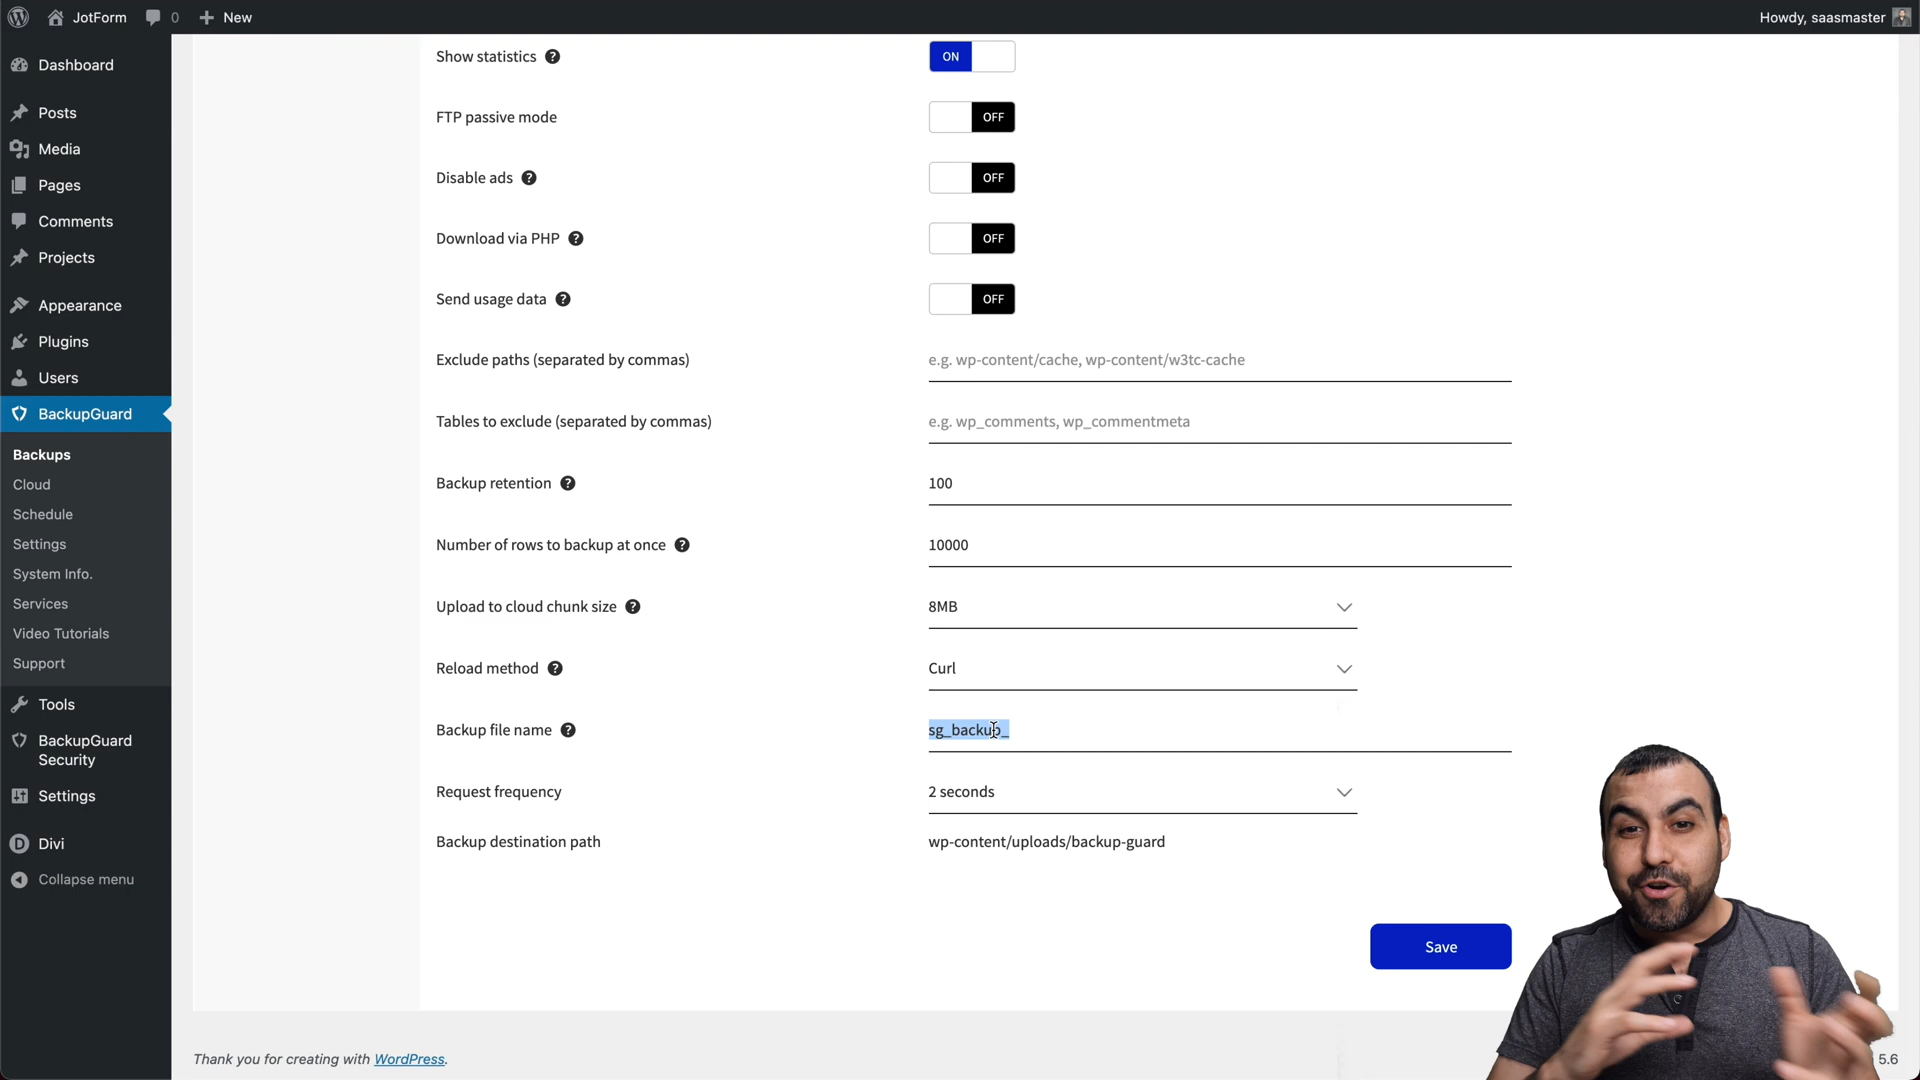 JotForm
0
New
Howdy, saasmaster
Dashboard
Posts
Media
Pages
Comments
Projects
Appearance
Plugins
Users
BackupGuard
Backups
Cloud
Schedule
Settings
System Info.
Services
Video Tutorials
Support
Tools
BackupGuard
Security
Settings
Divi
Collapse menu
Show statistics ? ON
FTP passive mode OFF
Disable ads ? OFF
Download via PHP ? OFF
Send usage data ? OFF
Exclude paths (separated by commas) e.g. wp-content/cache, wp-content/w3tc-cache
Tables to exclude (separated by commas) e.g. wp_comments, wp_commentmeta
Backup retention ? 100
Number of rows to backup at once ? 10000
Upload to cloud chunk size ? 8MB
Reload method ? Curl
Backup file name ? sg_backup_
Request frequency 2 seconds
Backup destination path wp-content/uploads/backup-guard
Save
Thank you for creating with WordPress.
5.6